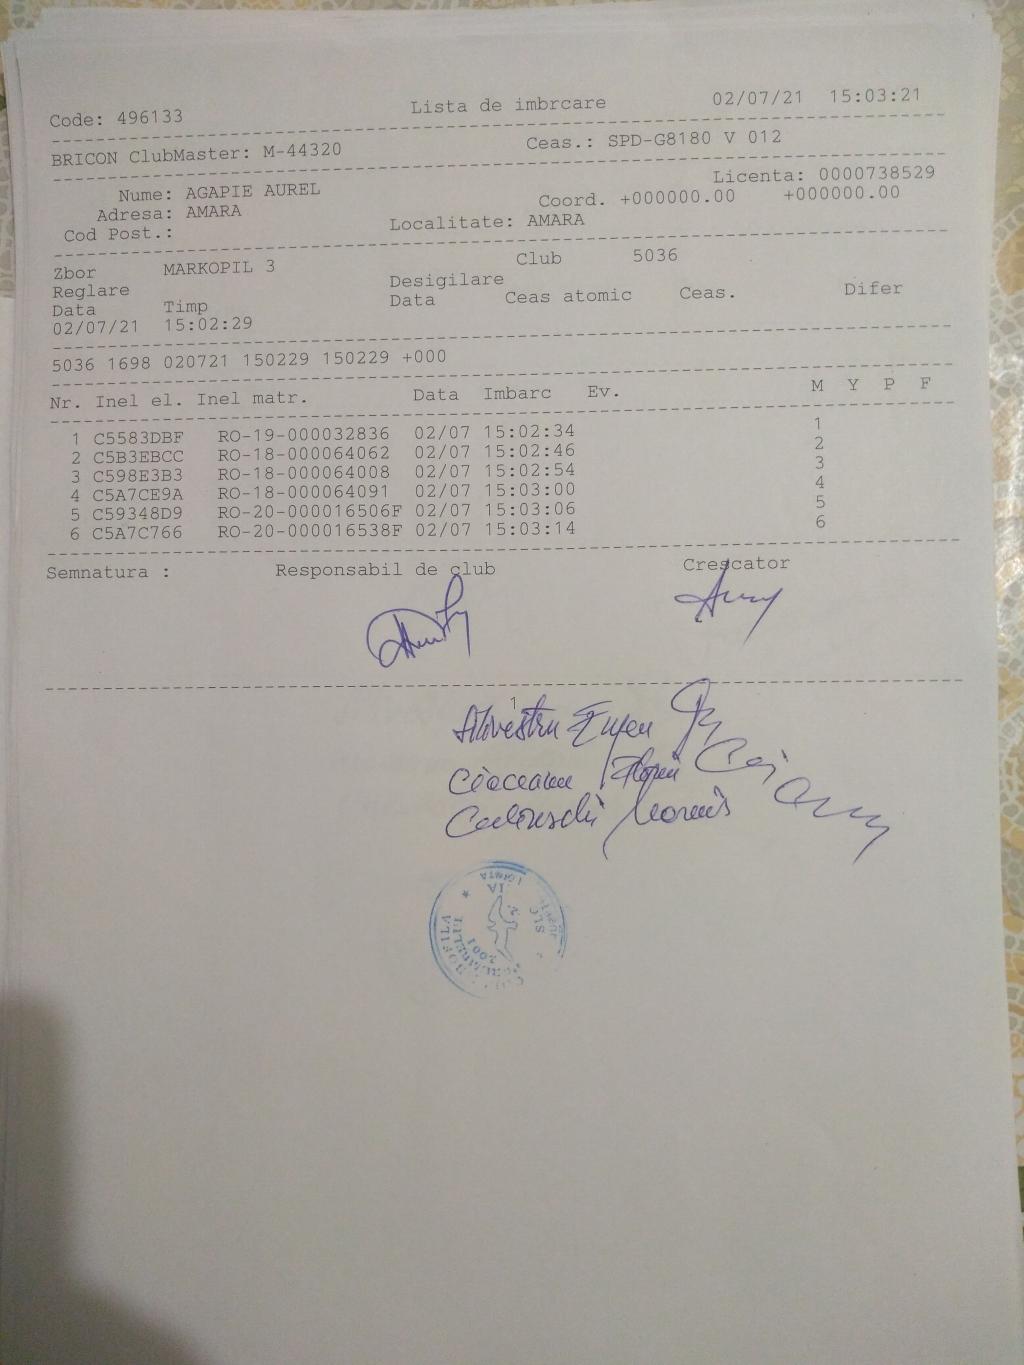 Code: 496133 Lista de imbrcare 02/07/21 15:03:21
BRICON ClubMaster: M-44320 Ceas.: SPD-G8180 V 012
Licenta: 0000738529
Nume: AGAPIE AUREL Coord. +000000.00 +000000.00
Adresa: AMARA
Cod Post.: Localitate: AMARA
Zbor MARKOPIL 3 Club 5036
Reglare Desigilare
Data Timp Data Ceas atomic Ceas. Difer
02/07/21 15:02:29
5036 1698 020721 150229 150229 +000
Nr. Inel el. Inel matr. Data Imbarc Ev. M Y P F
1 C5583DBF RO-19-000032836 02/07 15:02:34 1
2 C5B3EBCC RO-18-000064062 02/07 15:02:46 2
3 C598E3B3 RO-18-000064008 02/07 15:02:54 3
4 C5A7CE9A RO-18-000064091 02/07 15:03:00 4
5 C59348D9 RO-20-000016506F 02/07 15:03:06 5
6 C5A7C766 RO-20-000016538F 02/07 15:03:14 6
Semnatura : Responsabil de club Crescator
1
Silivestru Eugen
Florin
2001